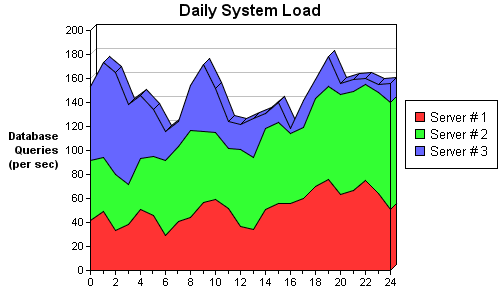 Daily System Load
200
180
160
140
120
100
80
60
40
20
0
Database
Queries
(per sec)
0 2 4 6 8 10 12 14 16 18 20 22 24
Server #1
Server #2
Server #3